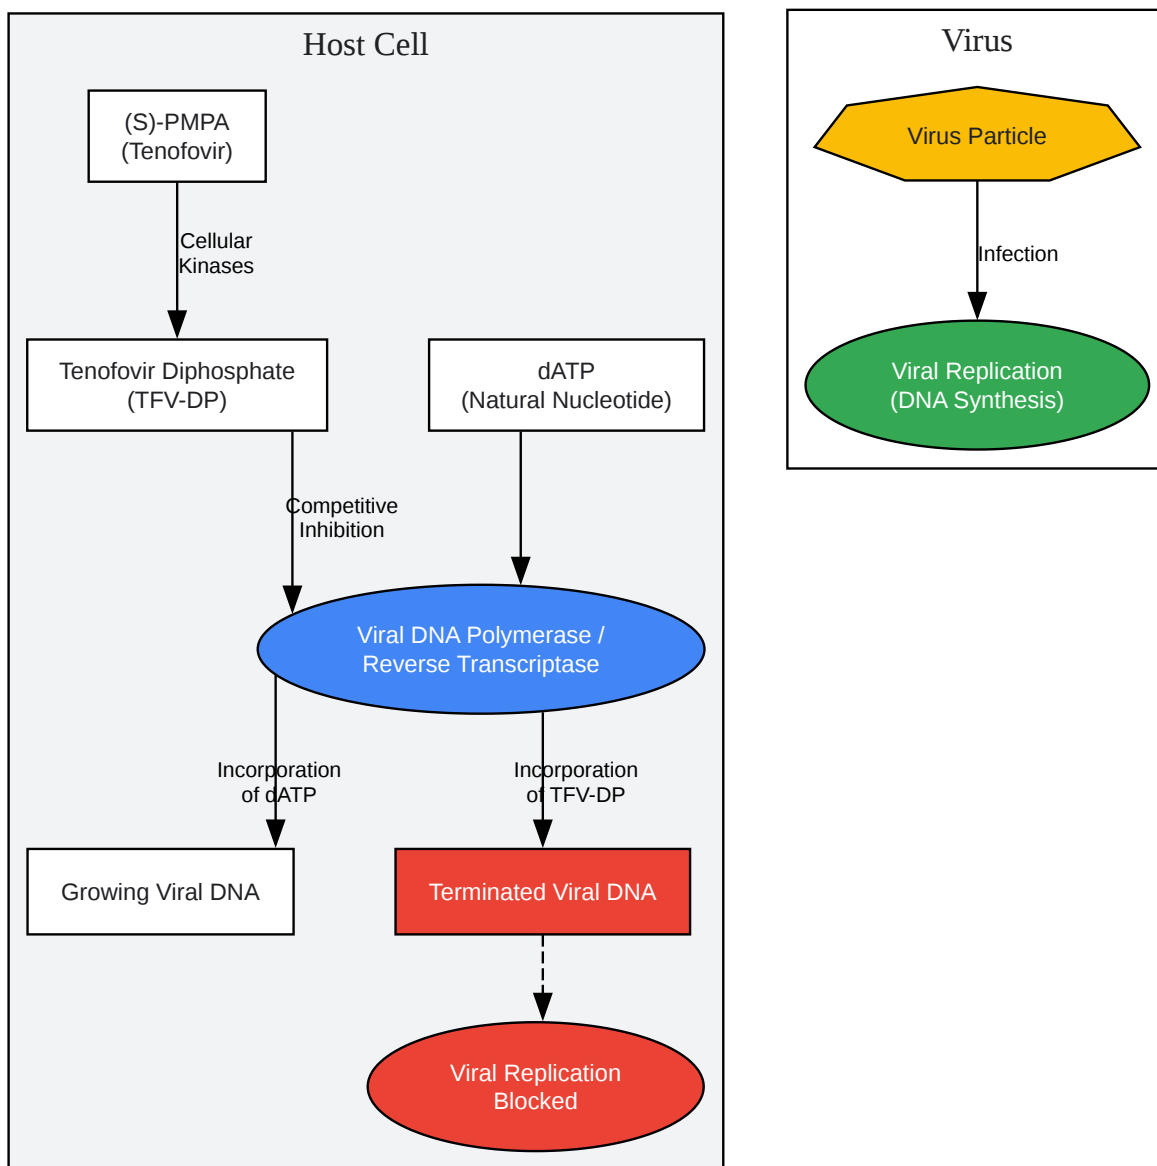 Host Cell
(S)-PMPA
(Tenofovir)
Cellular
Kinases
Tenofovir Diphosphate
(TFV-DP)
dATP
(Natural Nucleotide)
Competitive
Inhibition
Viral DNA Polymerase /
Reverse Transcriptase
Incorporation
of dATP
Incorporation
of TFV-DP
Growing Viral DNA
Terminated Viral DNA
Viral Replication
Blocked
Virus
Virus Particle
Infection
Viral Replication
(DNA Synthesis)